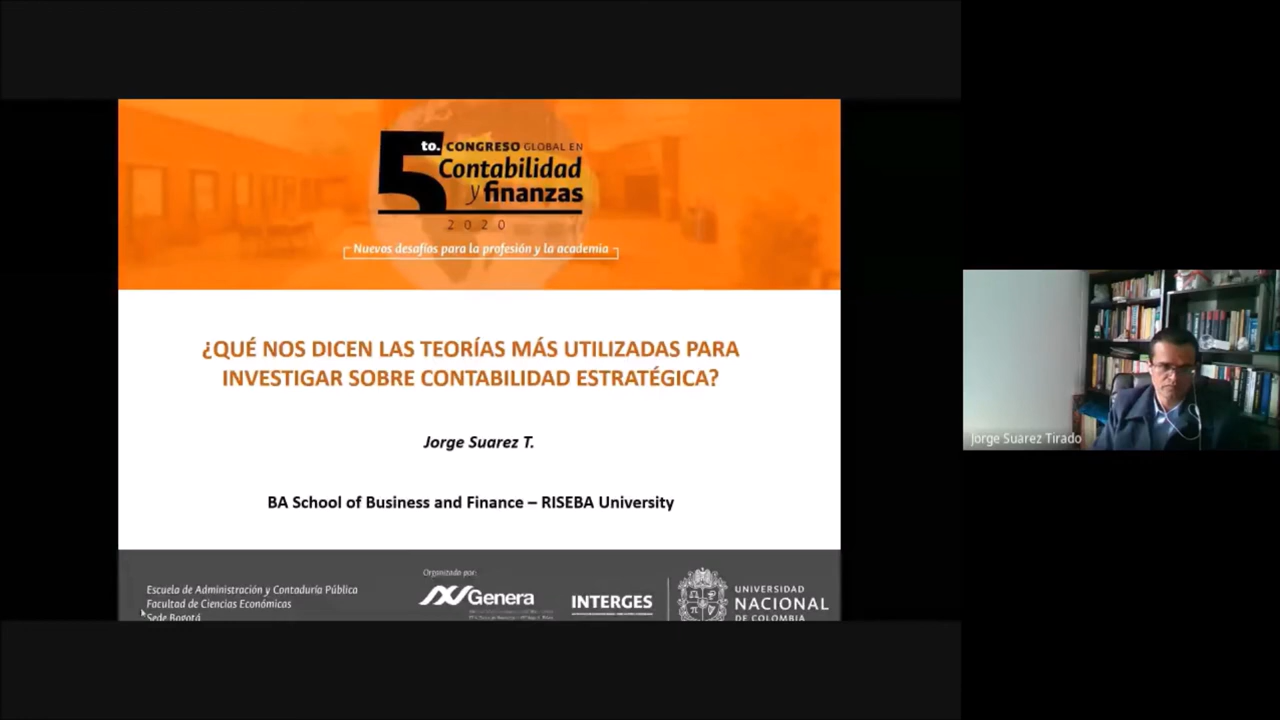 5to. CONGRESO GLOBAL EN
Contabilidad
y finanzas
2020
Nuevos desafíos para la profesión y la academia
¿QUÉ NOS DICEN LAS TEORÍAS MÁS UTILIZADAS PARA
INVESTIGAR SOBRE CONTABILIDAD ESTRATÉGICA?
Jorge Suarez T.
BA School of Business and Finance – RISEBA University
Escuela de Administración y Contaduría Pública
Facultad de Ciencias Económicas
Sede Bogotá
Organizado por:
Genera
INTERGES
UNIVERSIDAD
NACIONAL
DE COLOMBIA
Jorge Suarez Tirado